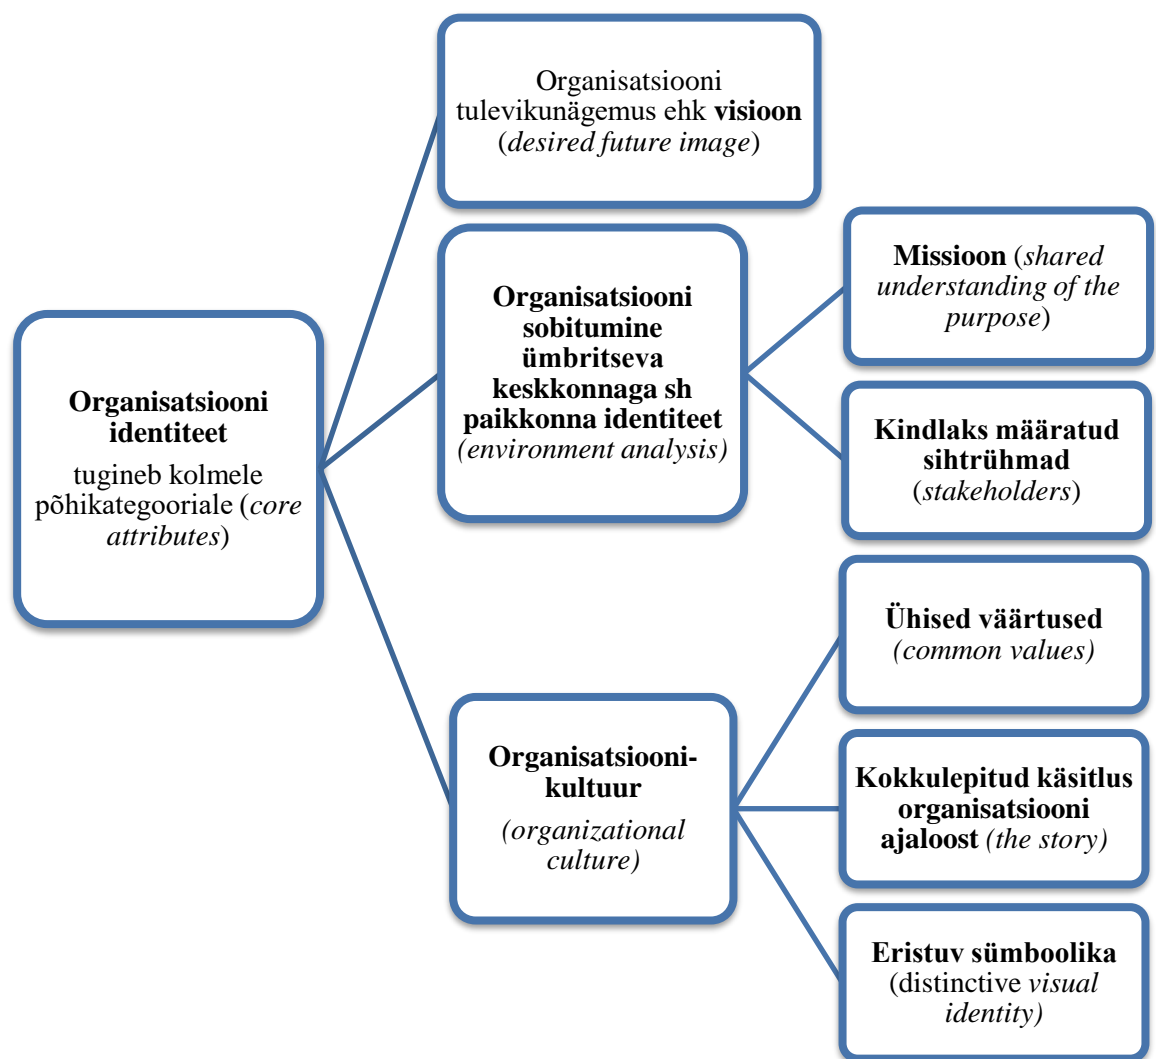 Organisatsiooni
tulevikunägemus ehk visioon
(desired future image)
Organisatsiooni
identiteet
tugineb kolmele
põhikategooriale (core
attributes)
Organisatsiooni
sobitumine
ümbritseva
keskkonnaga sh
paikkonna identiteet
(environment analysis)
Missioon (shared
understanding of the
purpose)
Kindlaks määratud
sihtrühmad
(stakeholders)
Organisatsiooni-
kultuur
(organizational
culture)
Ühised väärtused
(common values)
Kokkulepitud käsitlus
organisatsiooni
ajaloost (the story)
Eristuv sümboolika
(distinctive visual
identity)